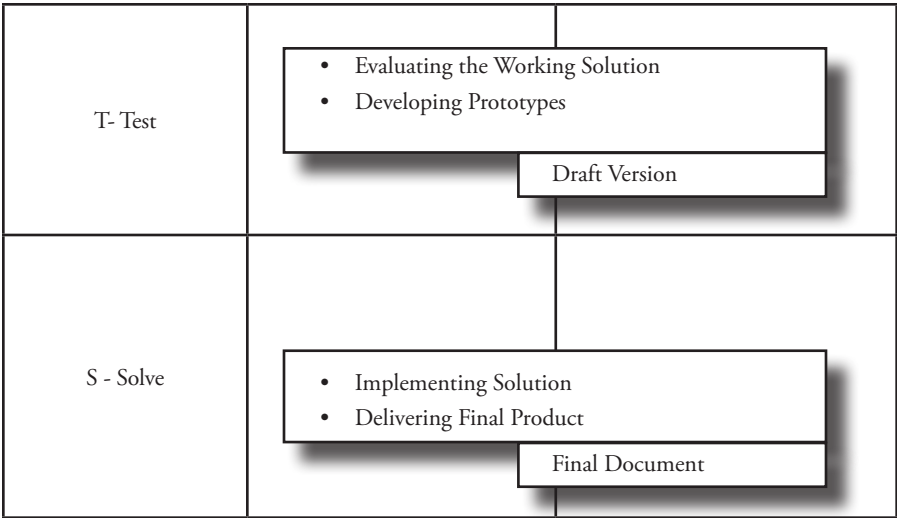 T- Test
• Evaluating the Working Solution
• Developing Prototypes
Draft Version
S - Solve
• Implementing Solution
• Delivering Final Product
Final Document